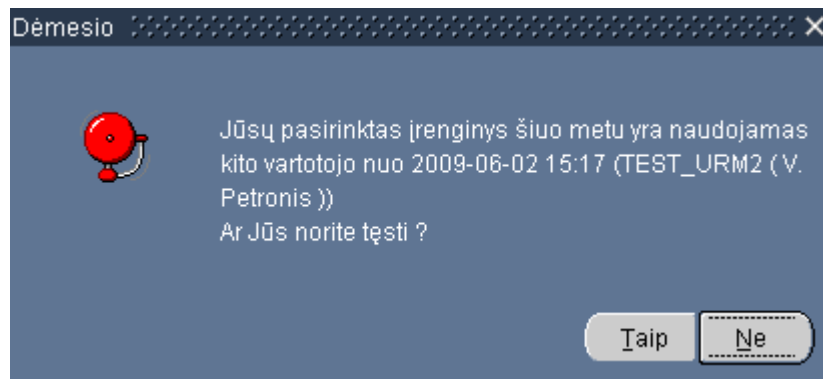 Dėmesio
Jūsų pasirinktas įrenginys šiuo metu yra naudojamas
kito vartotojo nuo 2009-06-02 15:17 (TEST_URM2 ( V.
Petronis ))
Ar Jūs norite tęsti ?
Taip Ne